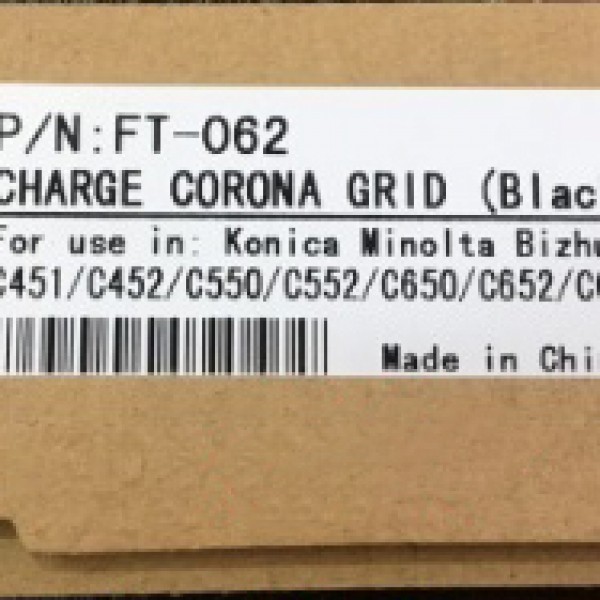 P/N:FT-062
CHARGE CORONA GRID (Blac
For use in: Konica Minolta Bizhu
C451/C452/C550/C552/C650/C652/C6
Made in Chi